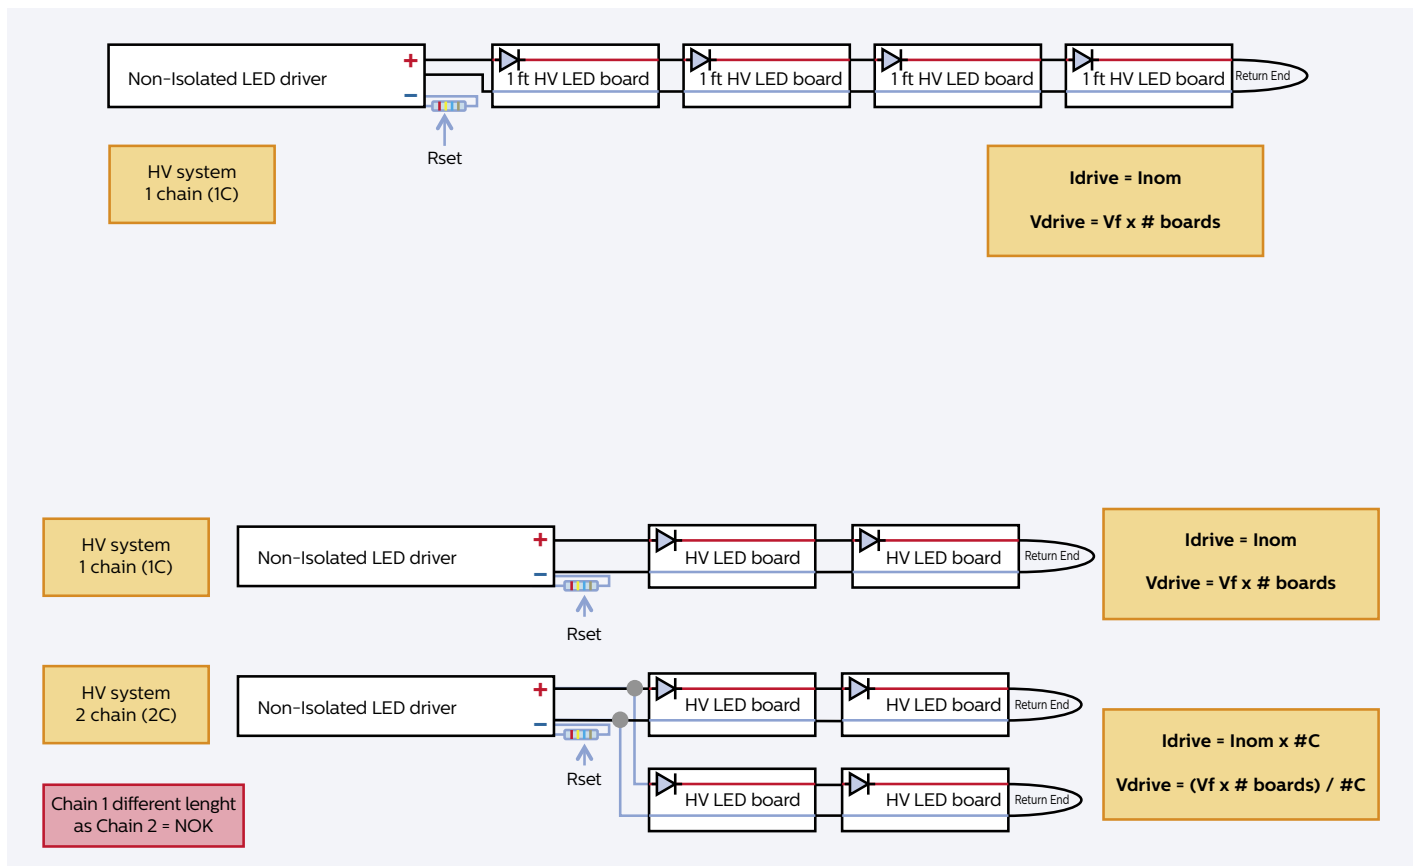 Non-Isolated LED driver
+
−
1 ft HV LED board
1 ft HV LED board
1 ft HV LED board
1 ft HV LED board
Return End
Rset
HV system
1 chain (1C)
Idrive = Inom
Vdrive = Vf x # boards
HV system
1 chain (1C)
Non-Isolated LED driver
+
−
HV LED board
HV LED board
Return End
Rset
Idrive = Inom
Vdrive = Vf x # boards
HV system
2 chain (2C)
Non-Isolated LED driver
+
−
HV LED board
HV LED board
Return End
Rset
HV LED board
HV LED board
Return End
Idrive = Inom x #C
Vdrive = (Vf x # boards) / #C
Chain 1 different lenght
as Chain 2 = NOK